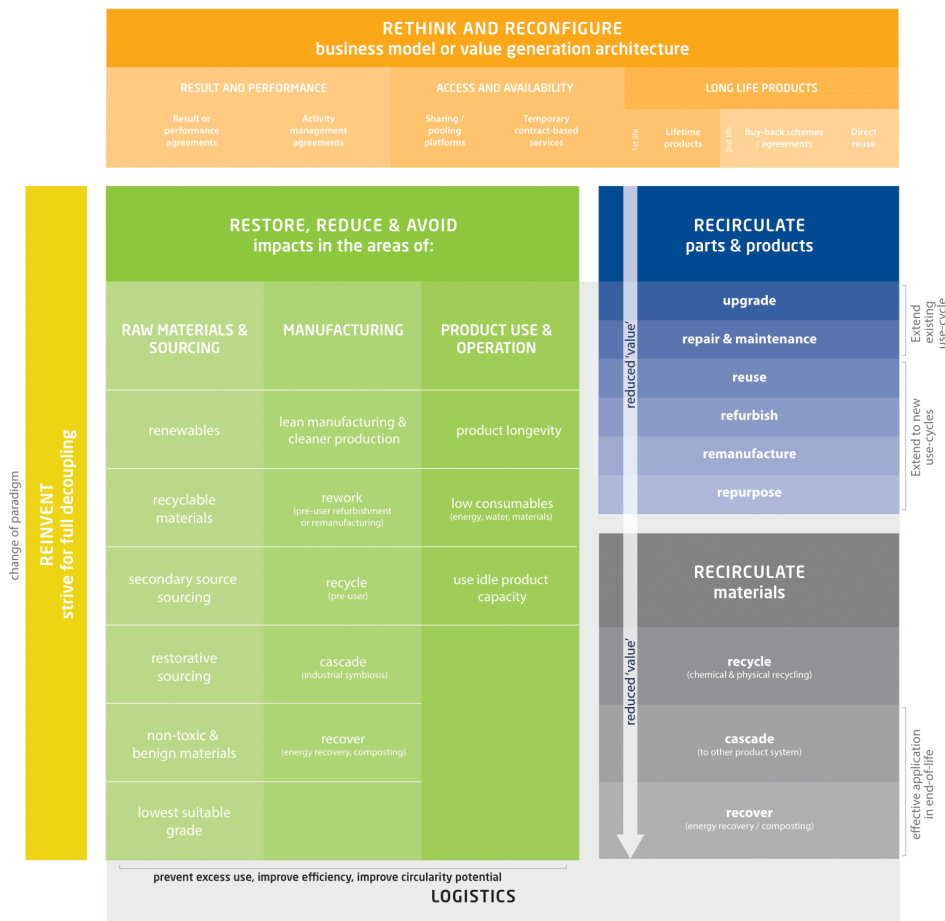 RETHINK AND RECONFIGURE
business model or value generation architecture
RESULT AND PERFORMANCE
Result or
performance
agreements
Activity
management
agreements
ACCESS AND AVAILABILITY
Sharing /
pooling
platforms
Temporary
contract-based
services
LONG LIFE PRODUCTS
1st life
Lifetime
products
2nd life
Buy-back schemes
/ agreements
Direct
reuse
change of paradigm
REINVENT
strive for full decoupling
RESTORE, REDUCE & AVOID
impacts in the areas of:
RAW MATERIALS &
SOURCING
renewables
recyclable
materials
secondary source
sourcing
restorative
sourcing
non-toxic &
benign materials
lowest suitable
grade
MANUFACTURING
lean manufacturing &
cleaner production
rework
(pre-user refurbishment
or remanufacturing)
recycle
(pre-user)
cascade
(industrial symbiosis)
recover
(energy recovery, composting)
PRODUCT USE &
OPERATION
product longevity
low consumables
(energy, water, materials)
use idle product
capacity
RECIRCULATE
parts & products
reduced 'value'
upgrade
repair & maintenance
reuse
refurbish
remanufacture
repurpose
Extend
existing
use-cycle
Extend to new
use-cycles
RECIRCULATE
materials
reduced 'value'
recycle
(chemical & physical recycling)
cascade
(to other product system)
recover
(energy recovery / composting)
effective application
in end-of-life
prevent excess use, improve efficiency, improve circularity potential
LOGISTICS